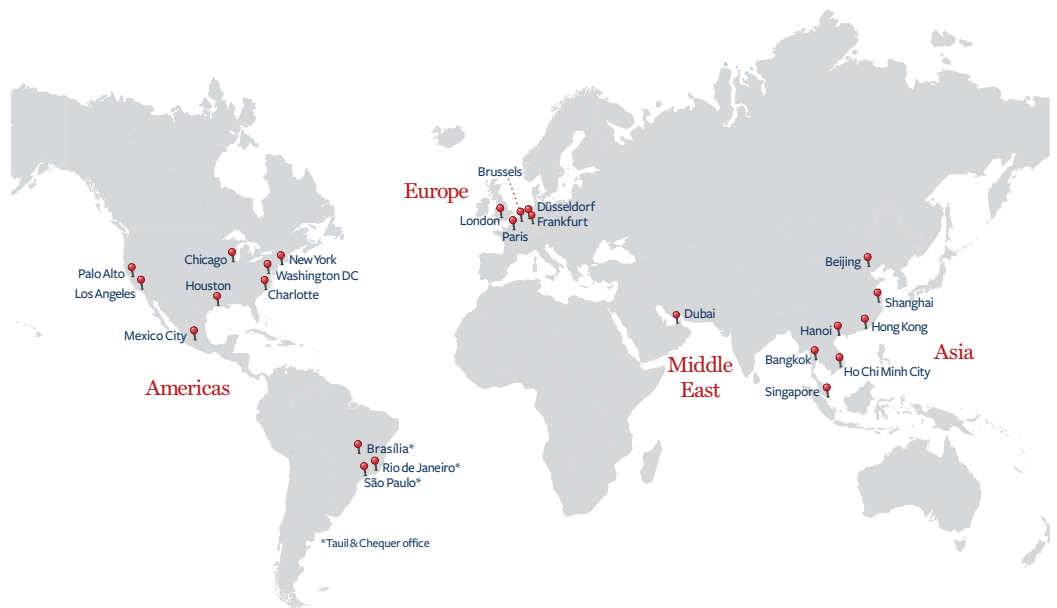 Brussels
Europe
Düsseldorf
London
Frankfurt
Paris
Chicago
New York
Beijing
Palo Alto
Washington DC
Houston
Los Angeles
Charlotte
Shanghai
Dubai
Mexico City
Hanoi
Hong Kong
Middle
East
Asia
Bangkok
Ho Chi Minh City
Americas
Singapore
Brasília*
Rio de Janeiro*
São Paulo*
*Tauil & Chequer office